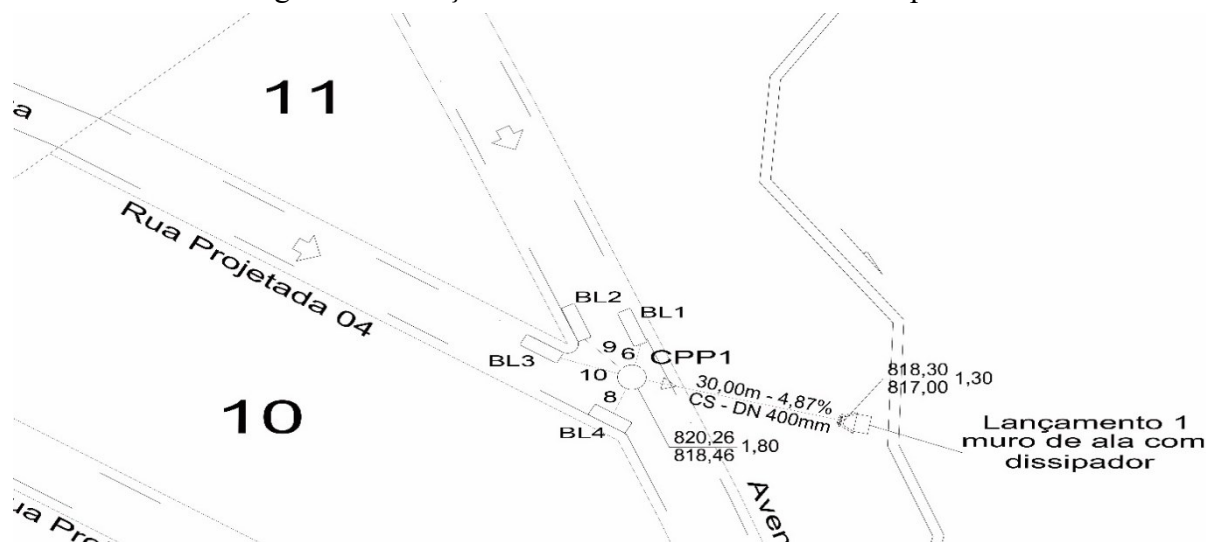 11
Rua Projetada 04
BL2
BL1
BL3
9
6
CPP1
10
8
BL4
30,00m - 4,87%
CS - DN 400mm
818,30
817,00
1,30
820,26
818,46
1,80
Lançamento 1
muro de ala com
dissipador
10